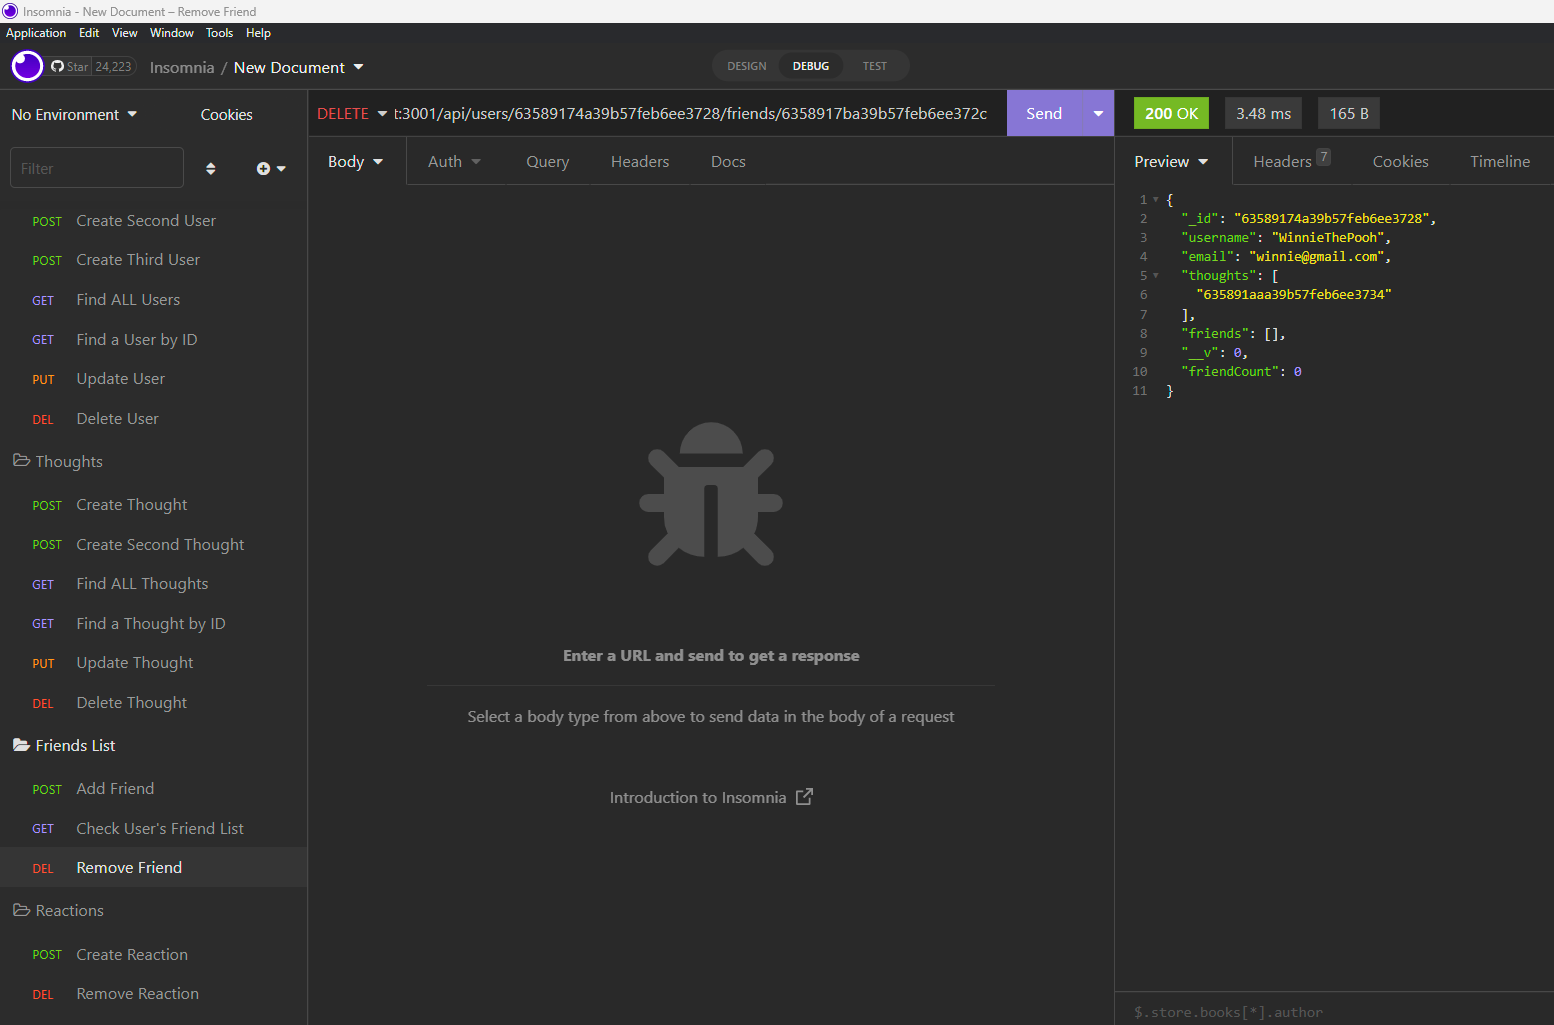 Insomnia - New Document – Remove Friend
Application Edit View Window Tools Help
Star 24,223 Insomnia / New Document DESIGN DEBUG TEST
No Environment Cookies
Filter
POST Create Second User
POST Create Third User
GET Find ALL Users
GET Find a User by ID
PUT Update User
DEL Delete User
Thoughts
POST Create Thought
POST Create Second Thought
GET Find ALL Thoughts
GET Find a Thought by ID
PUT Update Thought
DEL Delete Thought
Friends List
POST Add Friend
GET Check User's Friend List
DEL Remove Friend
Reactions
POST Create Reaction
DEL Remove Reaction
DELETE t:3001/api/users/63589174a39b57feb6ee3728/friends/6358917ba39b57feb6ee372c Send
Body Auth Query Headers Docs
Enter a URL and send to get a response
Select a body type from above to send data in the body of a request
Introduction to Insomnia
200 OK 3.48 ms 165 B
Preview Headers 7 Cookies Timeline
1 {
2 "_id": "63589174a39b57feb6ee3728",
3 "username": "WinnieThePooh",
4 "email": "winnie@gmail.com",
5 "thoughts": [
6 "635891aaa39b57feb6ee3734"
7 ],
8 "friends": [],
9 "__v": 0,
10 "friendCount": 0
11 }
$.store.books[*].author